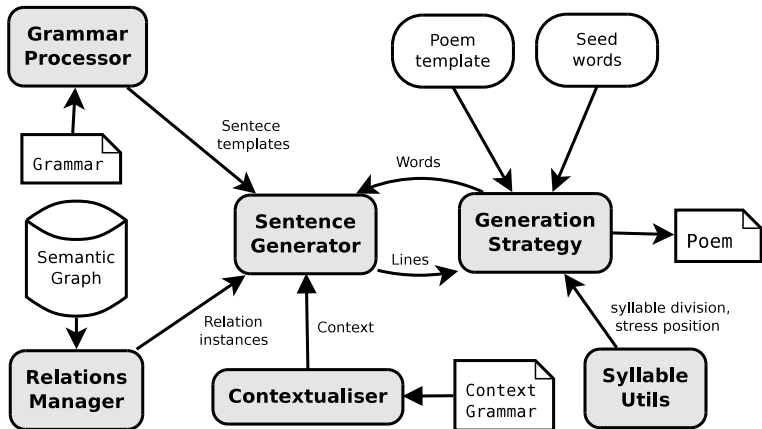 Grammar
Processor
Poem
template
Seed
words
Sentece
templates
Grammar
Words
Sentence
Generator
Generation
Strategy
Poem
Semantic
Graph
Lines
Relation
instances
Context
syllable division,
stress position
Relations
Manager
Contextualiser
Context
Grammar
Syllable
Utils